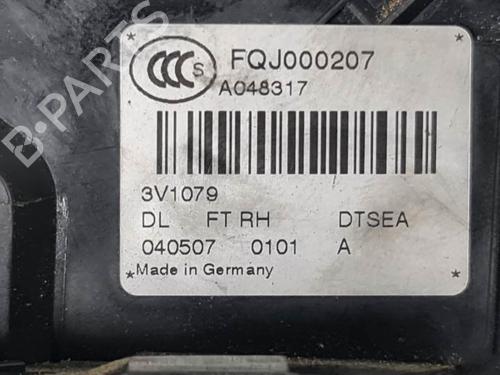 CCC S FQJ000207
A048317
3V1079
DL FT RH DTSEA
040507 0101 A
*Made in Germany *
B-PARTS